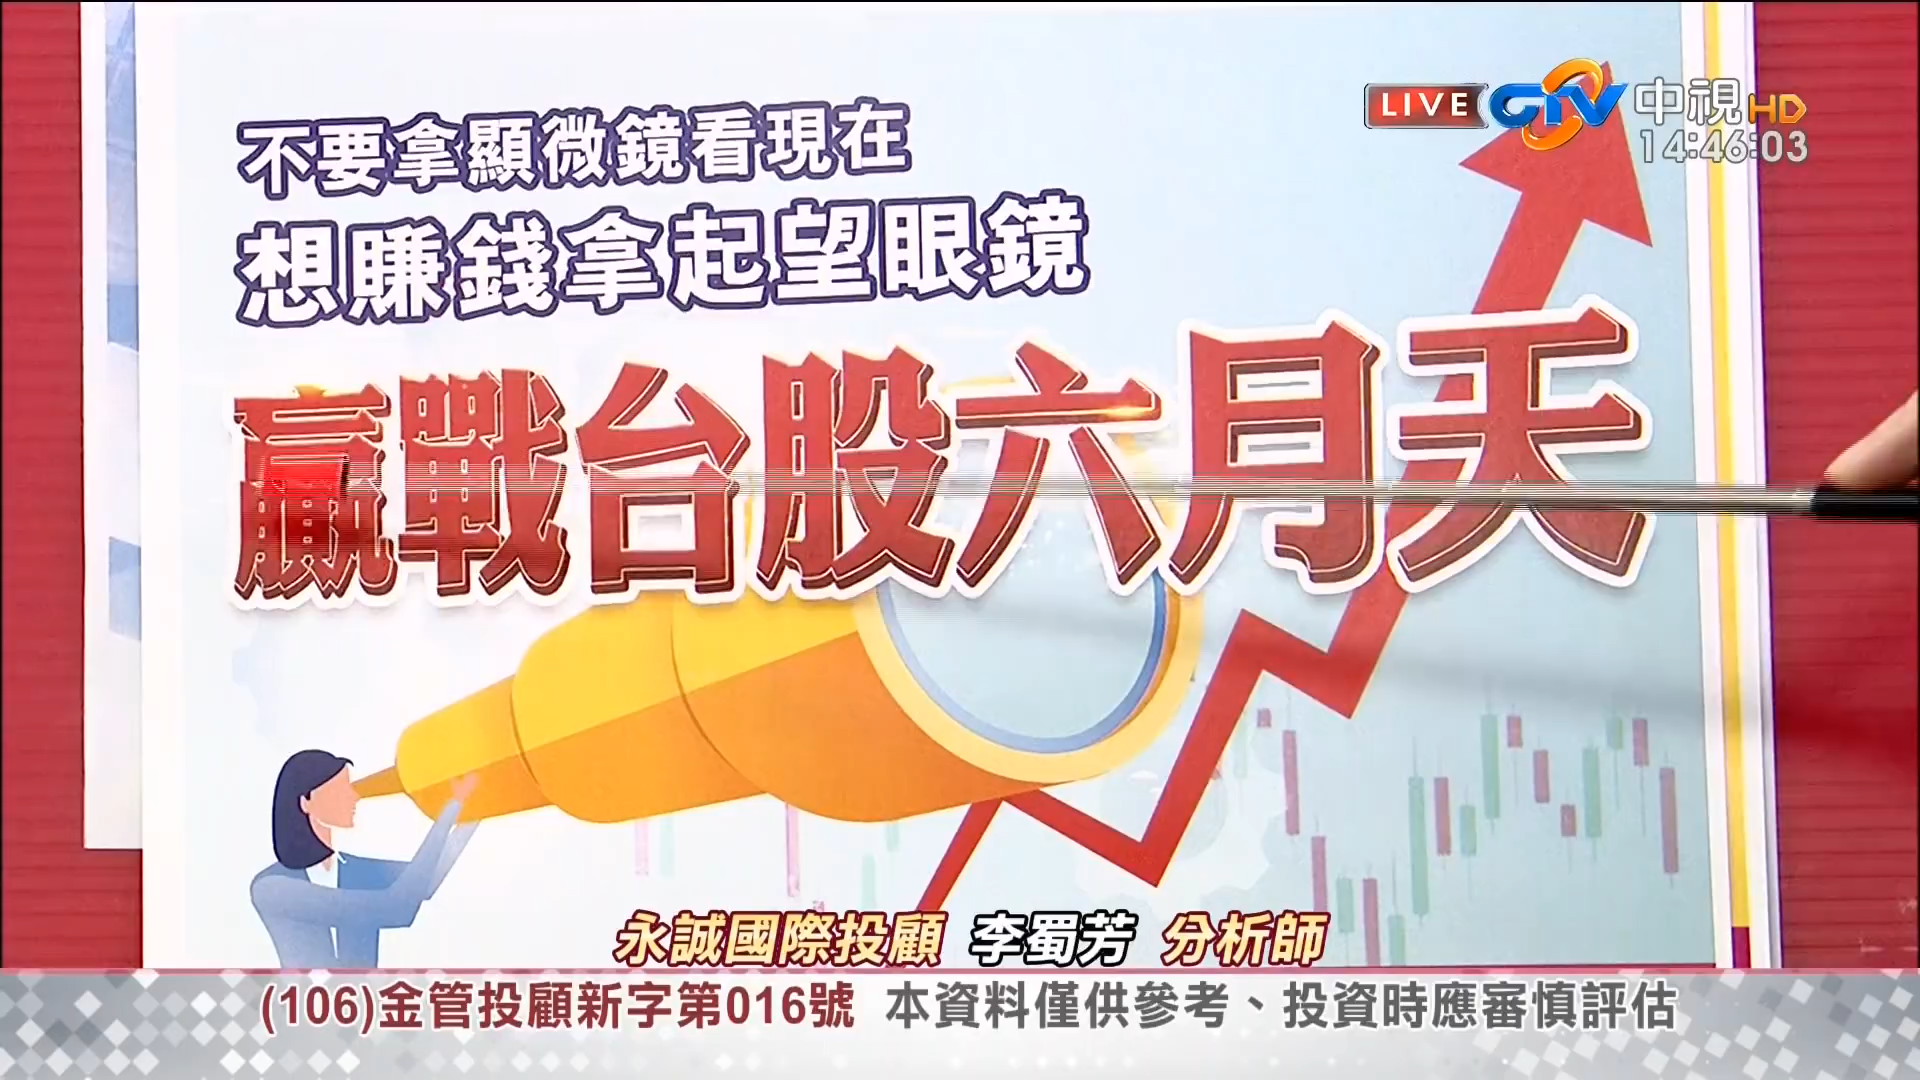 LIVE CTV 中視 HD
14:46:03
不要拿顯微鏡看現在
想賺錢拿起望眼鏡
贏戰台股六月天
永誠國際投顧 李蜀芳 分析師
(106)金管投顧新字第016號 本資料僅供參考、投資時應審慎評估